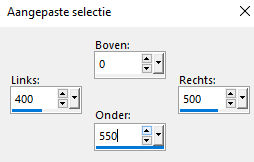 Aangepaste selectie
Boven:
0
Links:
400
Rechts:
500
Onder:
550